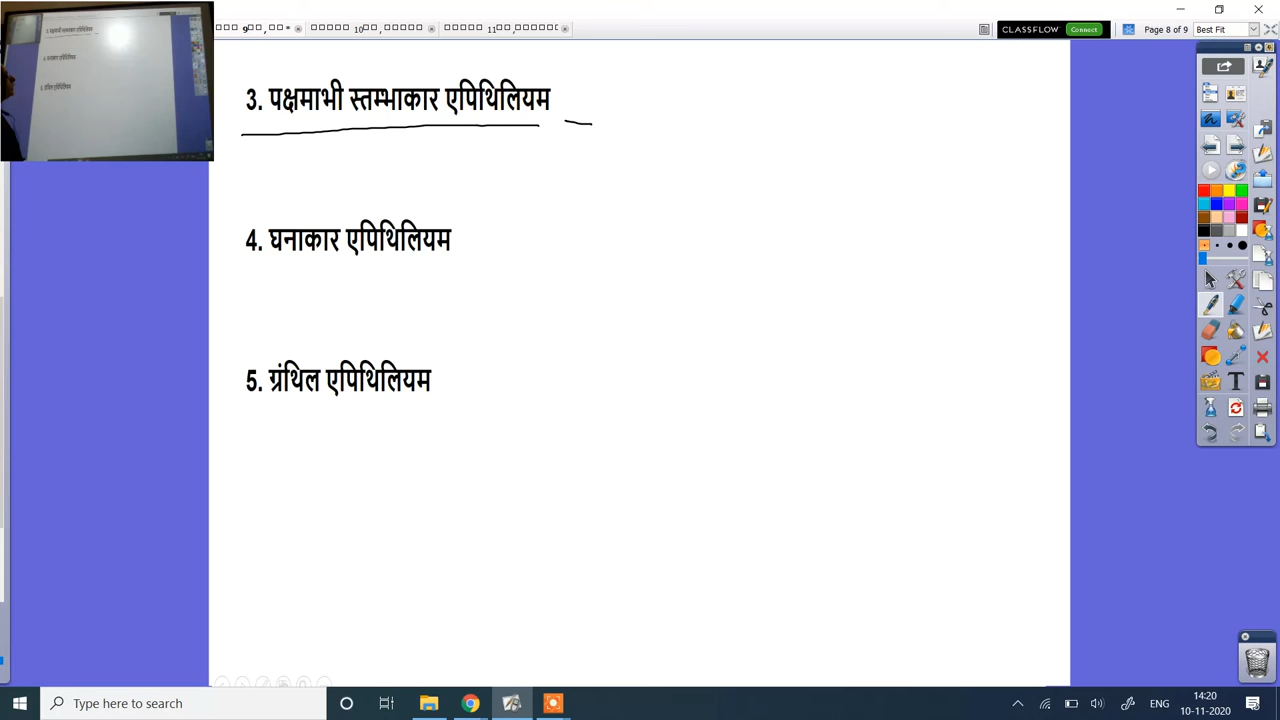 CLASSFLOW Connect
Page 8 of 9
Best Fit
3. पक्षमाभी स्तम्भाकार एपिथिलियम
4. घनाकार एपिथिलियम
5. ग्रंथिल एपिथिलियम
Type here to search
ENG
14:20
10-11-2020